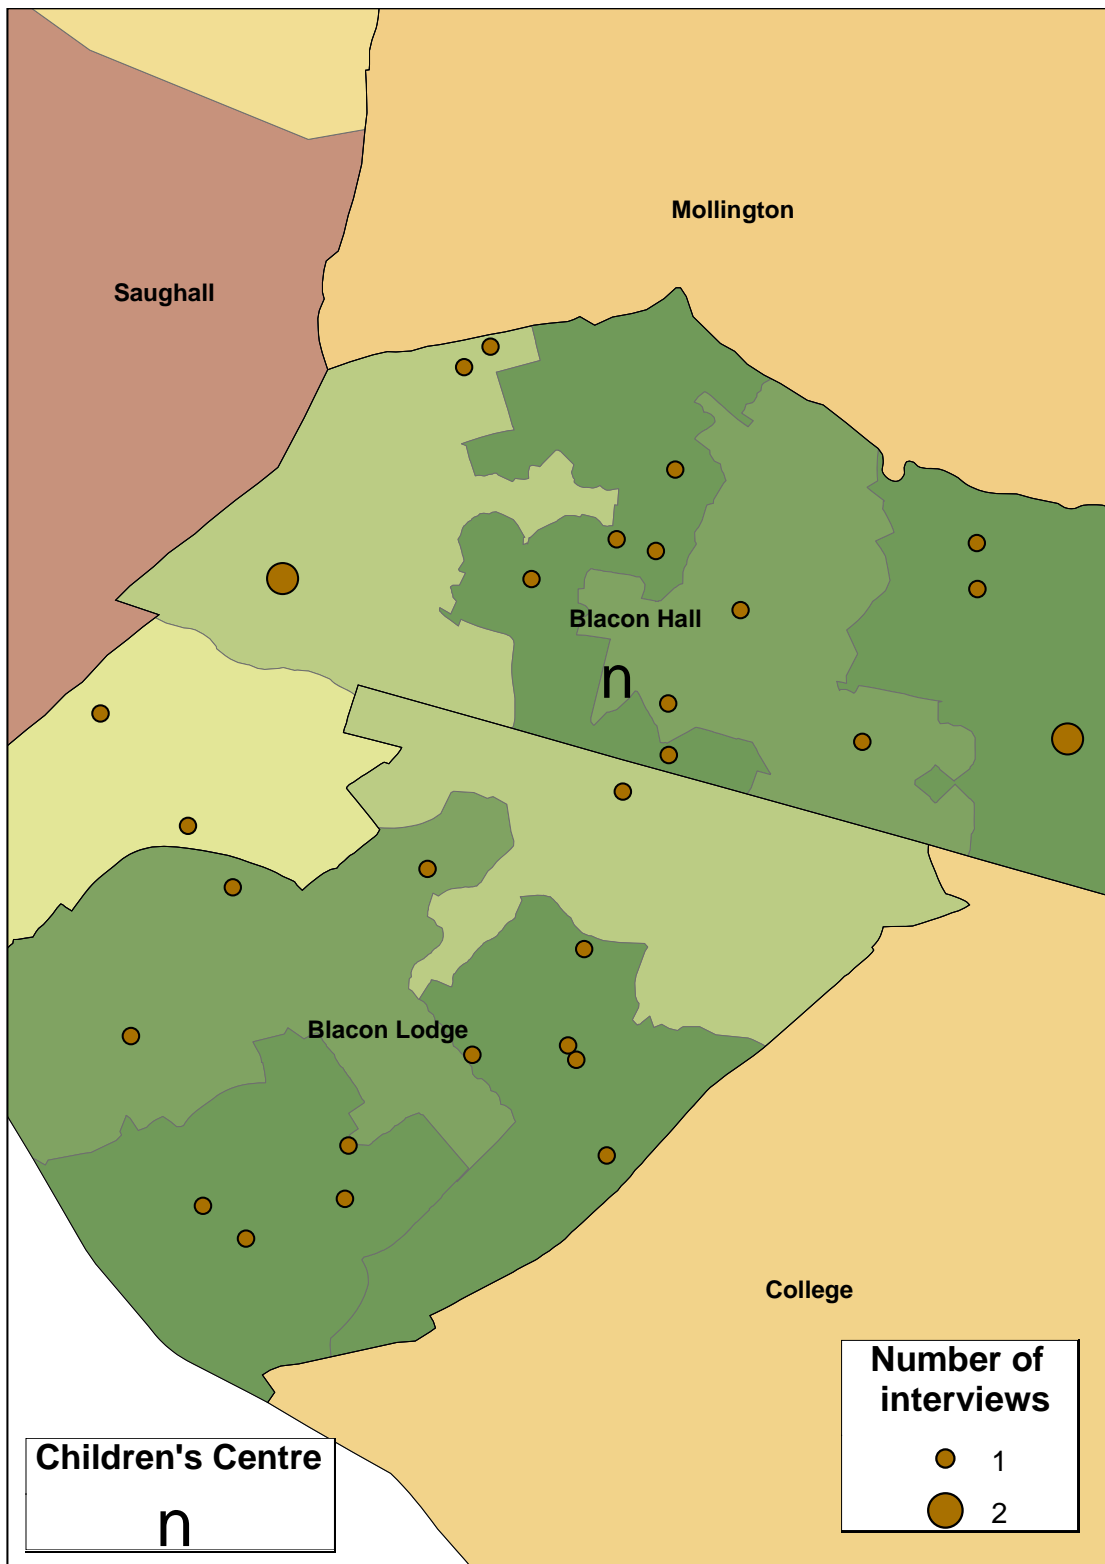 Mollington
Saughall
Blacon Hall
n
Blacon Lodge
College
Number of
interviews
1
2
Children's Centre
n